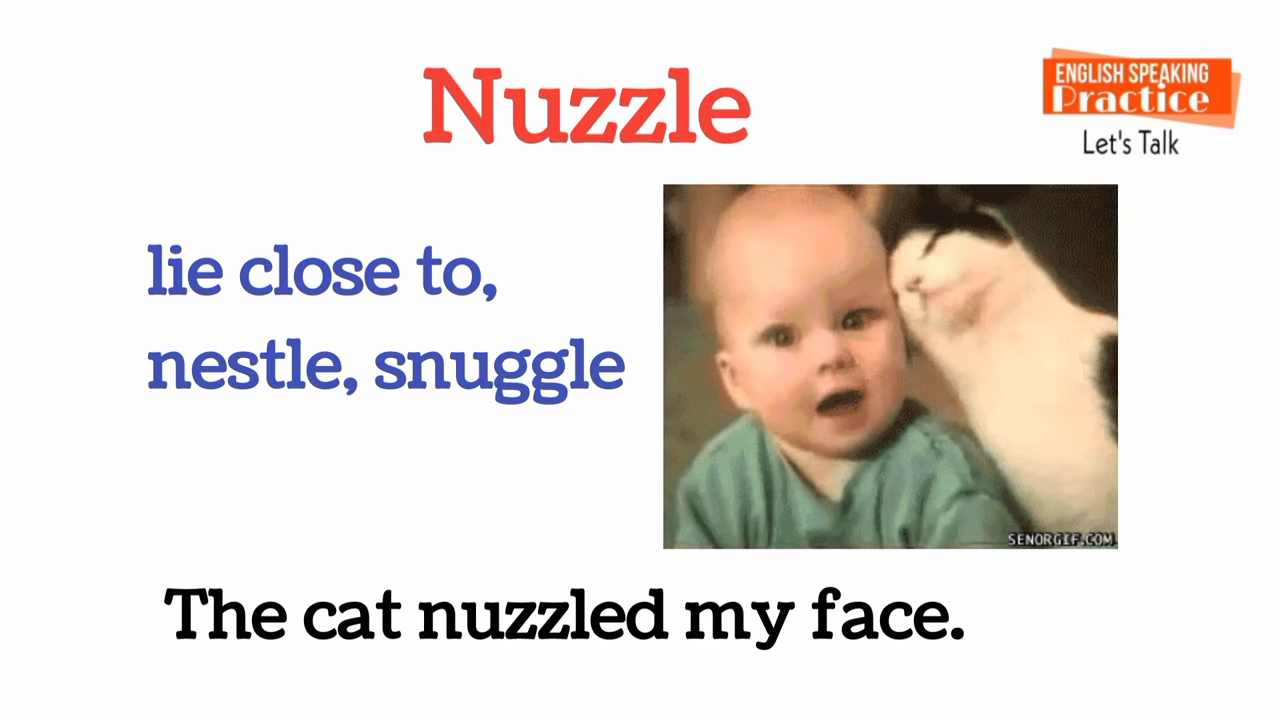 Nuzzle
ENGLISH SPEAKING
Practice
Let's Talk
lie close to,
nestle, snuggle
SENORGIF.COM
The cat nuzzled my face.